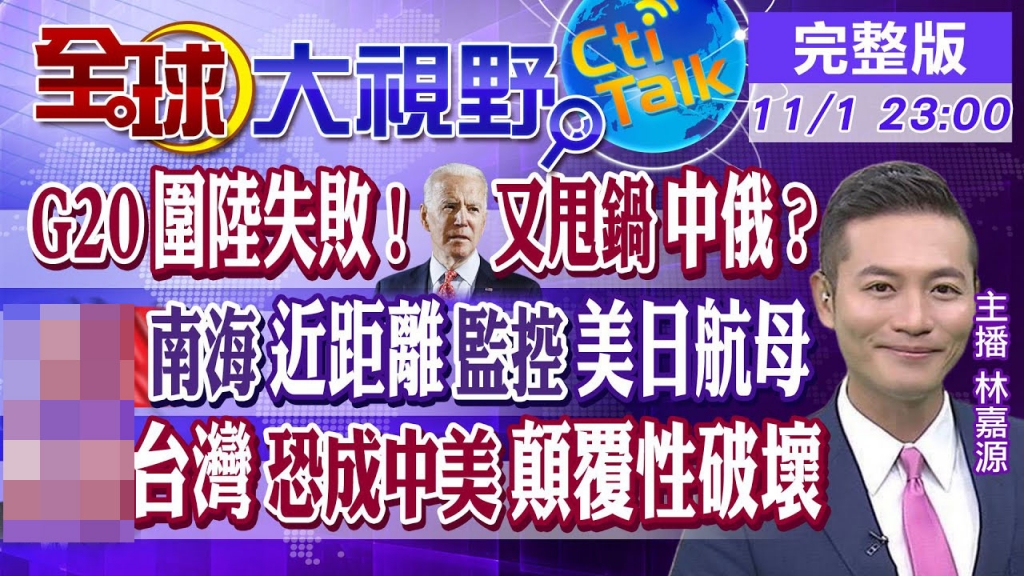 全球大視野
Cti Talk
完整版
11/1 23:00
G20 圍陸失敗! 又甩鍋 中俄?
南海 近距離 監控 美日航母
台灣 恐成中美 顛覆性破壞
主播 林嘉源